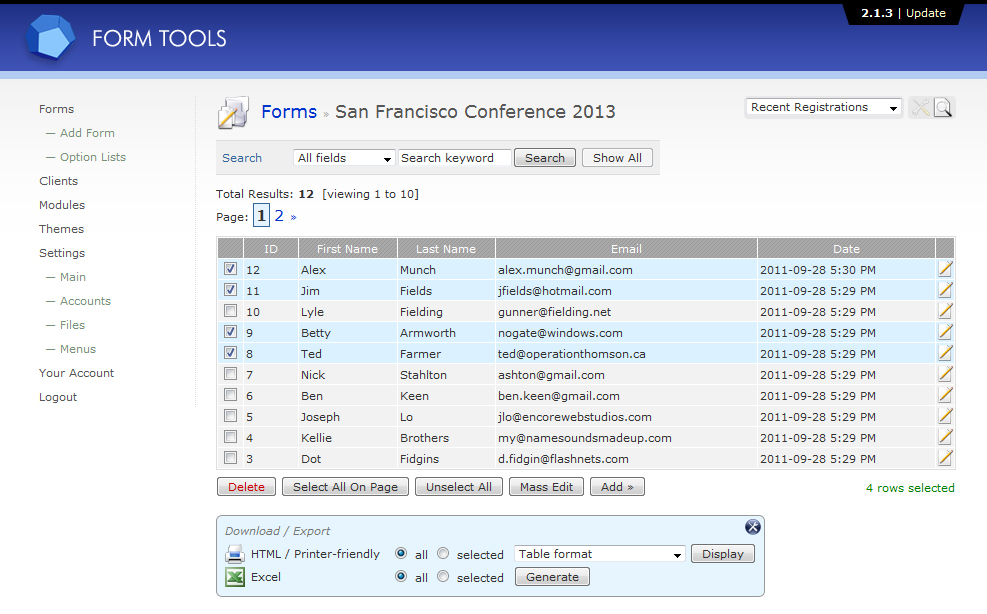 2.1.3 | Update
FORM TOOLS
Forms
— Add Form
— Option Lists
Clients
Modules
Themes
Settings
— Main
— Accounts
— Files
— Menus
Your Account
Logout
Forms » San Francisco Conference 2013
Recent Registrations
Search All fields Search keyword Search Show All
Total Results: 12 [viewing 1 to 10]
Page: 1 2 »
ID First Name Last Name Email Date
12 Alex Munch alex.munch@gmail.com 2011-09-28 5:30 PM
11 Jim Fields jfields@hotmail.com 2011-09-28 5:29 PM
10 Lyle Fielding gunner@fielding.net 2011-09-28 5:29 PM
9 Betty Armworth nogate@windows.com 2011-09-28 5:29 PM
8 Ted Farmer ted@operationthomson.ca 2011-09-28 5:29 PM
7 Nick Stahlton ashton@gmail.com 2011-09-28 5:29 PM
6 Ben Keen ben.keen@gmail.com 2011-09-28 5:29 PM
5 Joseph Lo jlo@encorewebstudios.com 2011-09-28 5:29 PM
4 Kellie Brothers my@namesoundsmadeup.com 2011-09-28 5:29 PM
3 Dot Fidgins d.fidgin@flashnets.com 2011-09-28 5:29 PM
Delete Select All On Page Unselect All Mass Edit Add » 4 rows selected
Download / Export
HTML / Printer-friendly all selected Table format Display
Excel all selected Generate